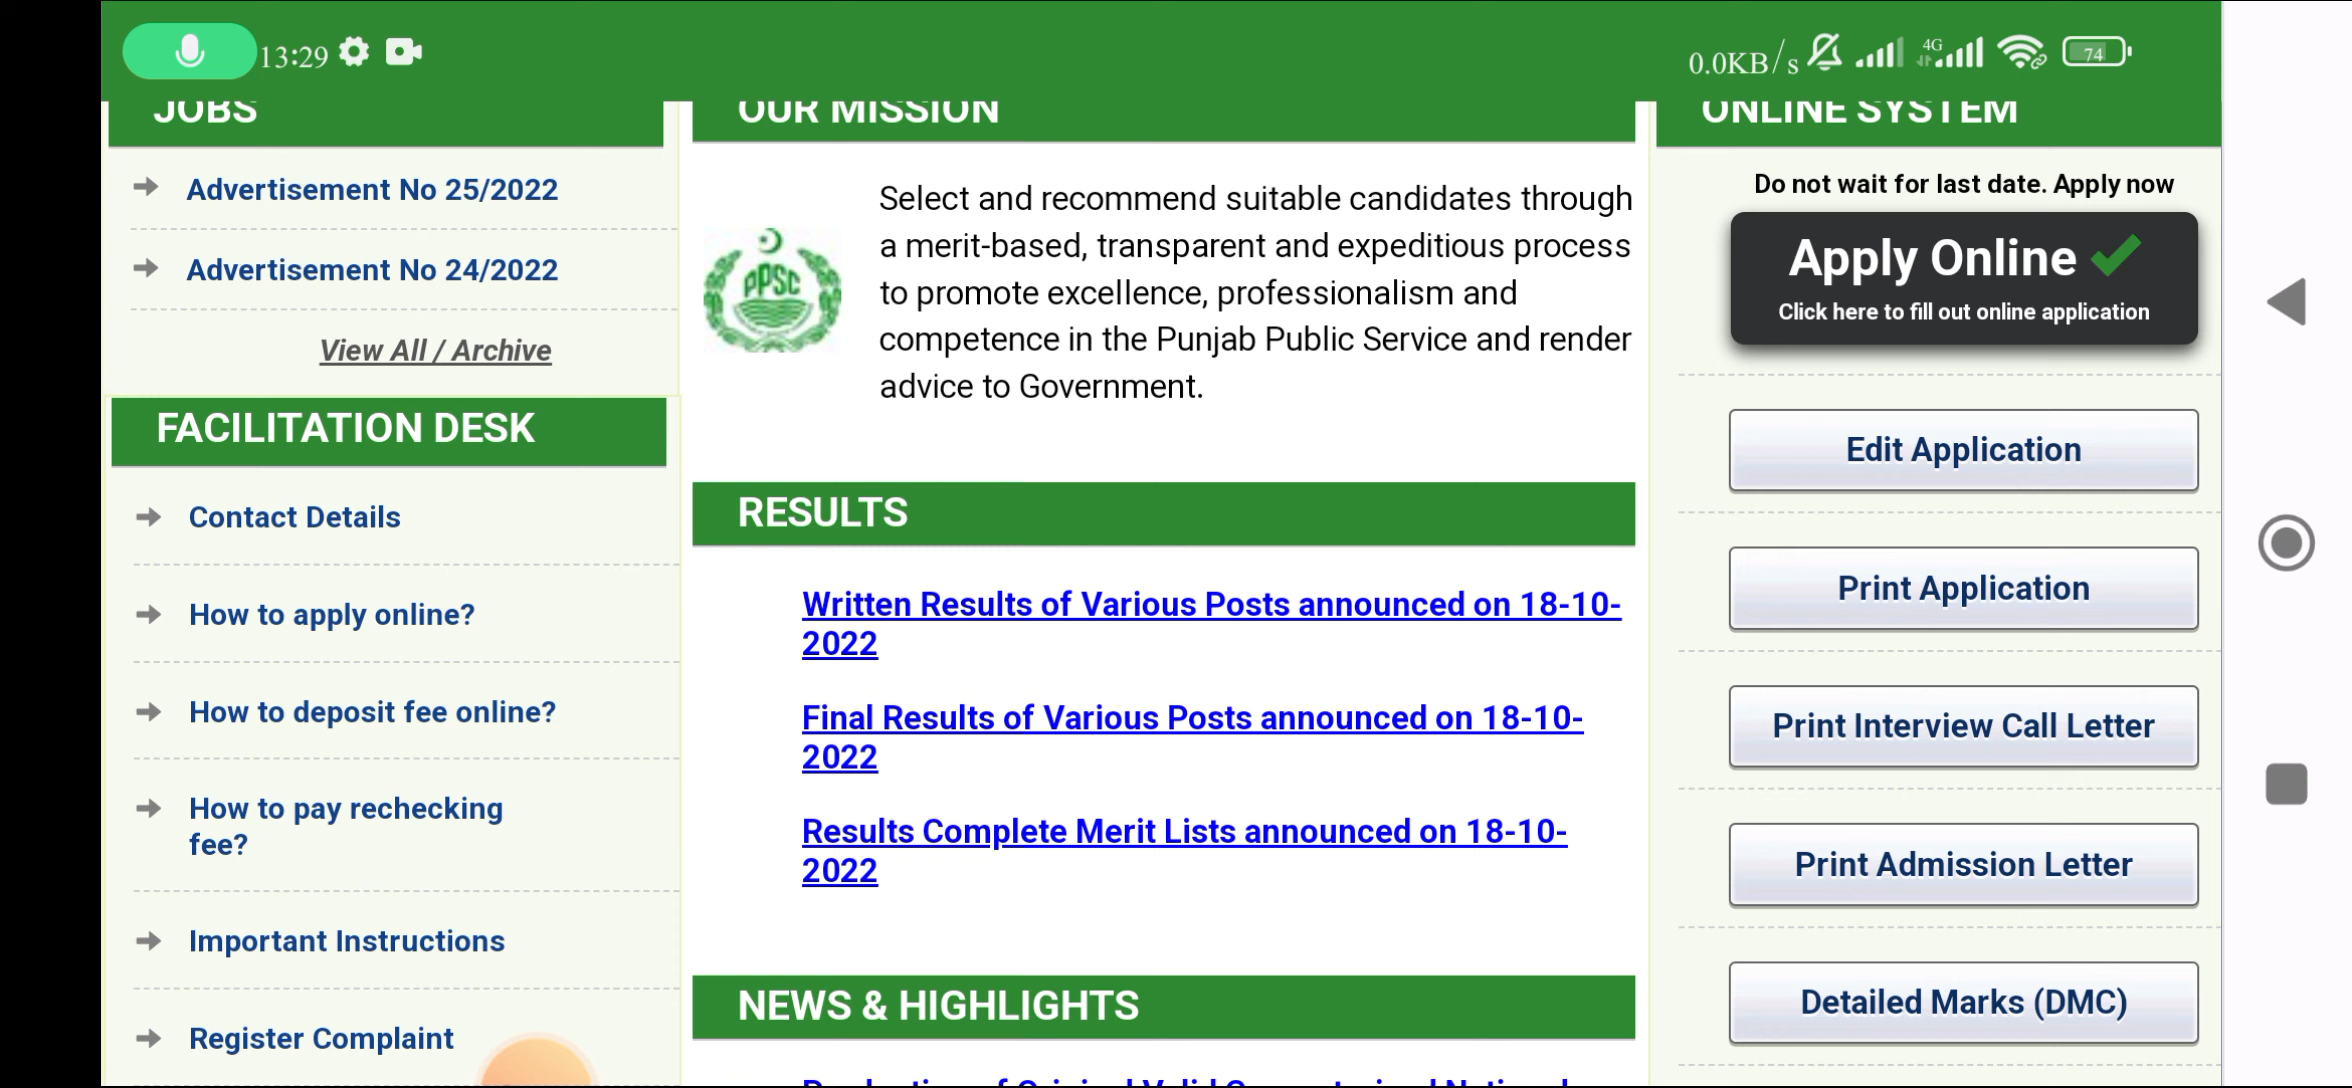 13:29
0.0KB/s
4G
74
JOBS
Advertisement No 25/2022
Advertisement No 24/2022
View All / Archive
FACILITATION DESK
Contact Details
How to apply online?
How to deposit fee online?
How to pay rechecking
fee?
Important Instructions
Register Complaint
OUR MISSION
PPSC
Select and recommend suitable candidates through
a merit-based, transparent and expeditious process
to promote excellence, professionalism and
competence in the Punjab Public Service and render
advice to Government.
RESULTS
Written Results of Various Posts announced on 18-10-
2022
Final Results of Various Posts announced on 18-10-
2022
Results Complete Merit Lists announced on 18-10-
2022
NEWS & HIGHLIGHTS
ONLINE SYSTEM
Do not wait for last date. Apply now
Apply Online
Click here to fill out online application
Edit Application
Print Application
Print Interview Call Letter
Print Admission Letter
Detailed Marks (DMC)